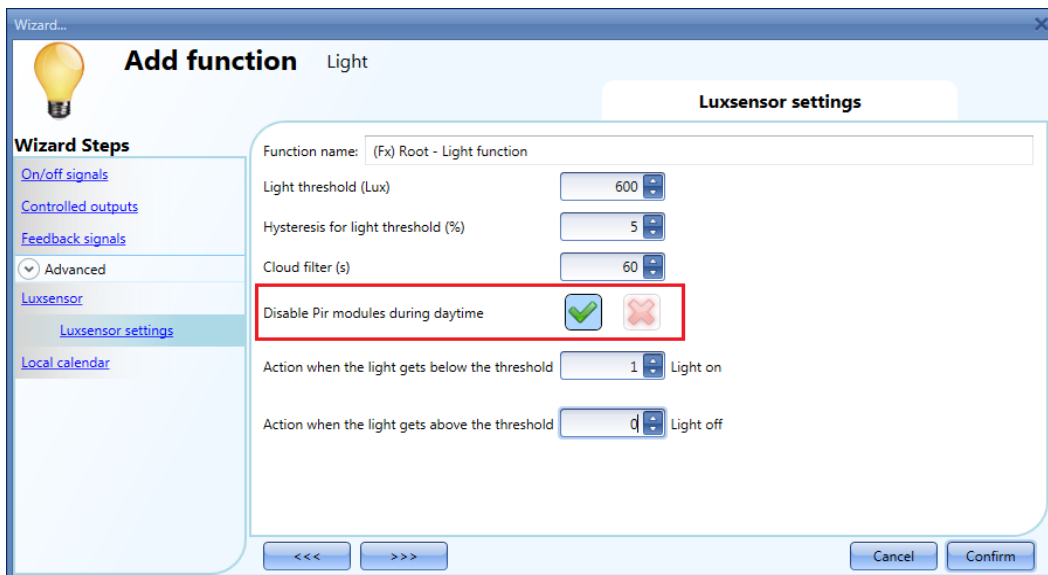 Wizard...
Add function Light
Luxsensor settings
Wizard Steps
On/off signals
Controlled outputs
Feedback signals
Advanced
Luxsensor
Luxsensor settings
Local calendar
Function name: (Fx) Root - Light function
Light threshold (Lux) 600
Hysteresis for light threshold (%) 5
Cloud filter (s) 60
Disable Pir modules during daytime
Action when the light gets below the threshold 1 Light on
Action when the light gets above the threshold 0 Light off
<<< >>> Cancel Confirm